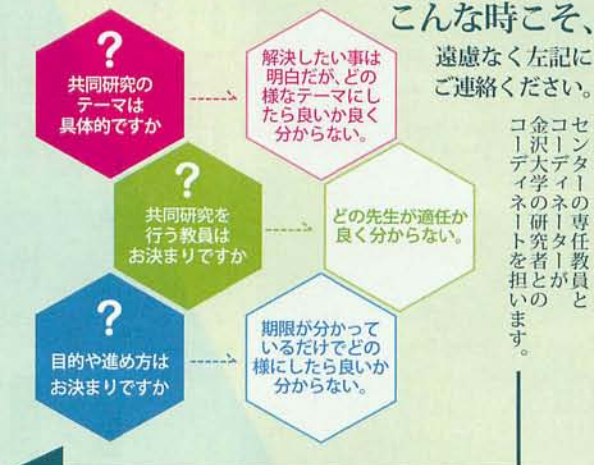 こんな時こそ、
遠慮なく左記に
ご連絡ください。
センターの専任教員と
コーディネーターが
金沢大学の研究者との
コーディネートを担います。
?
共同研究の
テーマは
具体的ですか
解決したい事は
明白だが、どの
様なテーマにし
たら良いか良く
分からない。
?
共同研究を
行う教員は
お決まりですか
どの先生が適任か
良く分からない。
?
目的や進め方は
お決まりですか
期限が分かって
いるだけでどの
様にしたら良いか
分からない。